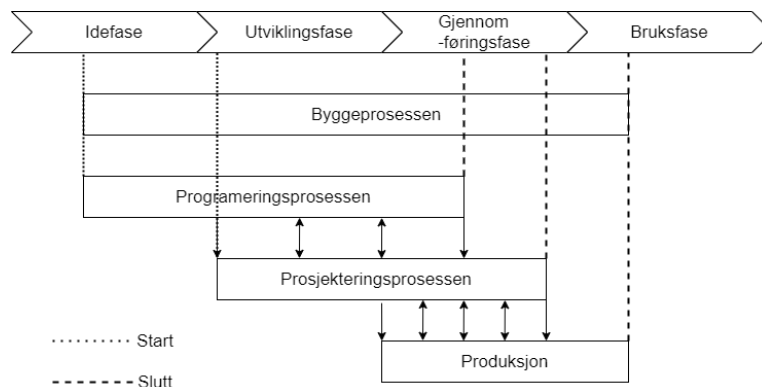 Idefase
Utviklingsfase
Gjennom
-føringsfase
Bruksfase
Byggeprosessen
Programeringsprosessen
Prosjekteringsprosessen
Produksjon
Start
Slutt